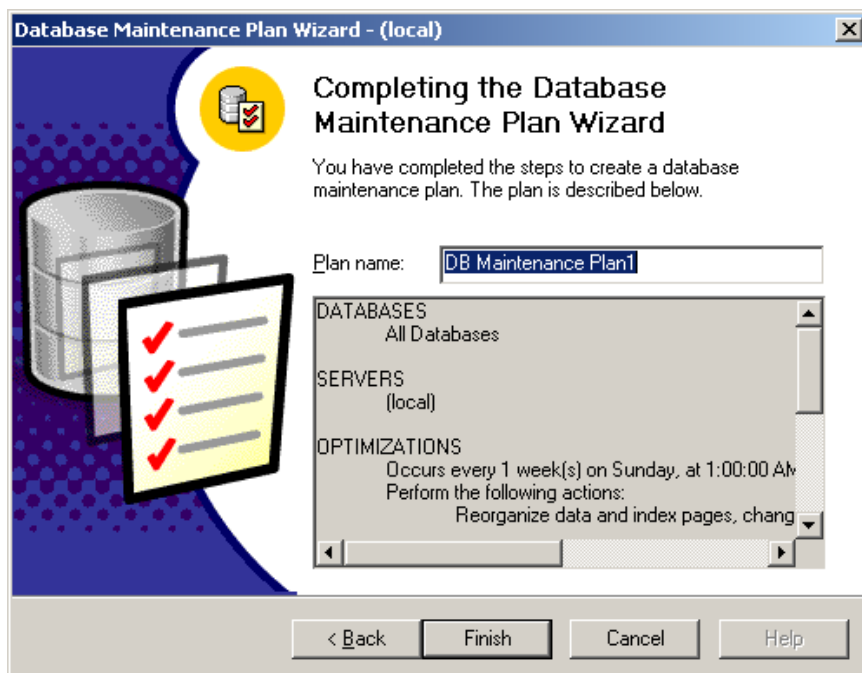 Database Maintenance Plan Wizard - (local)
Completing the Database
Maintenance Plan Wizard
You have completed the steps to create a database
maintenance plan. The plan is described below.
Plan name: DB Maintenance Plan1
DATABASES
All Databases
SERVERS
(local)
OPTIMIZATIONS
Occurs every 1 week(s) on Sunday, at 1:00:00 AM
Perform the following actions:
Reorganize data and index pages, chang
< Back Finish Cancel Help